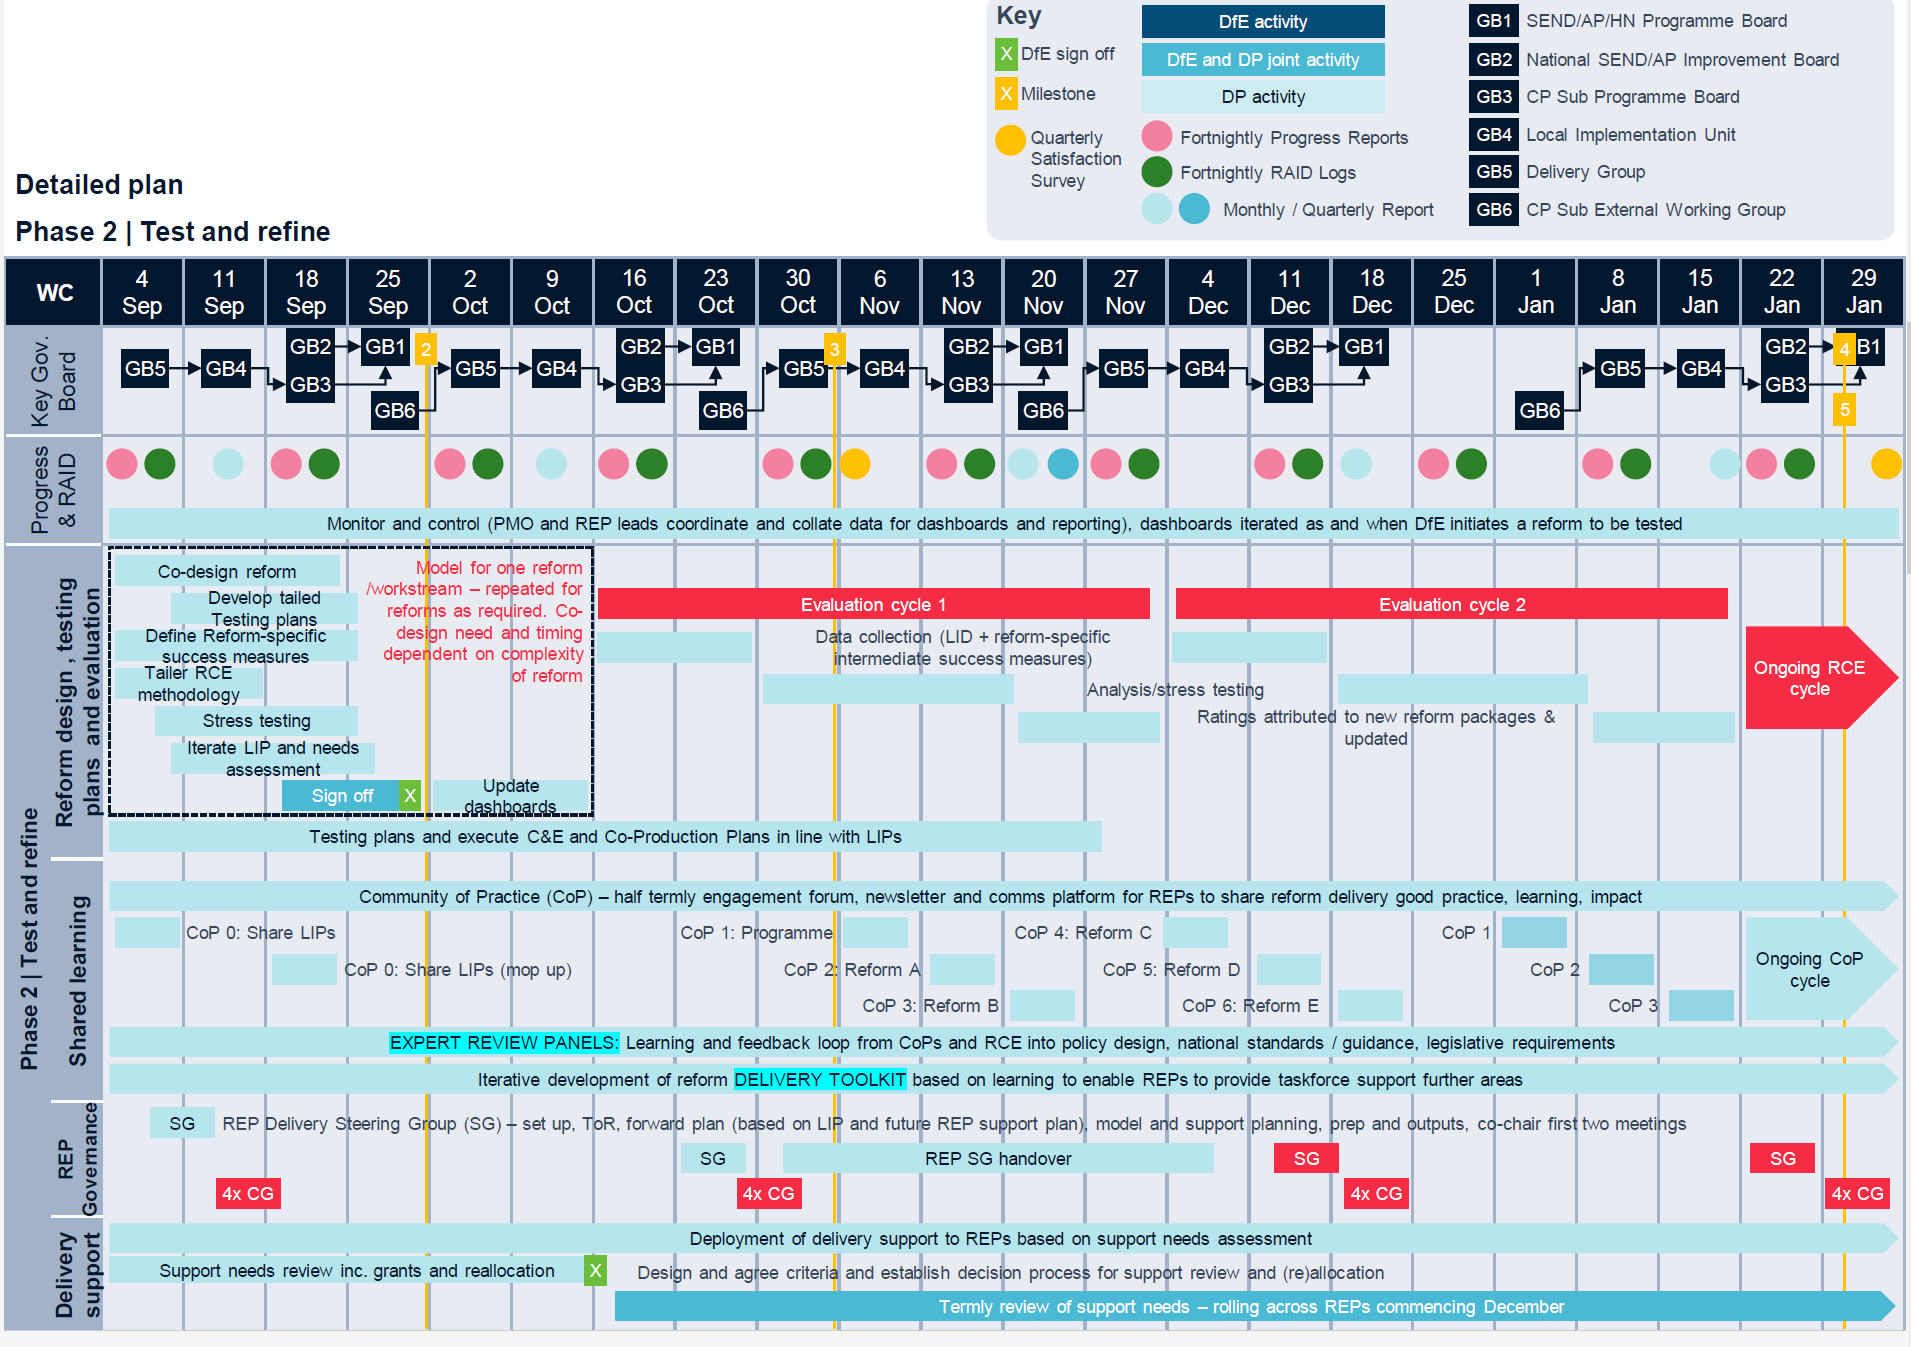 Key
X DfE sign off
X Milestone
Quarterly
Satisfaction
Survey
DfE activity
DfE and DP joint activity
DP activity
Fortnightly Progress Reports
Fortnightly RAID Logs
Monthly / Quarterly Report
GB1 SEND/AP/HN Programme Board
GB2 National SEND/AP Improvement Board
GB3 CP Sub Programme Board
GB4 Local Implementation Unit
GB5 Delivery Group
GB6 CP Sub External Working Group
Detailed plan
Phase 2 | Test and refine
WC
4 Sep
11 Sep
18 Sep
25 Sep
2 Oct
9 Oct
16 Oct
23 Oct
30 Oct
6 Nov
13 Nov
20 Nov
27 Nov
4 Dec
11 Dec
18 Dec
25 Dec
1 Jan
8 Jan
15 Jan
22 Jan
29 Jan
Key Gov.
Board
GB2 GB1 2 GB2 GB1 3 GB2 GB1 GB2 GB1 GB2 4 B1
GB5 GB4 GB5 GB4 GB5 GB4 GB5 GB4 GB5 GB4
GB3 GB3 GB3 GB3 GB3
GB6 GB6 GB6 GB6 5
Progress
& RAID
Monitor and control (PMO and REP leads coordinate and collate data for dashboards and reporting), dashboards iterated as and when DfE initiates a reform to be tested
Phase 2 | Test and refine
Reform design, testing
plans and evaluation
Co-design reform
Develop tailed
Testing plans
Define Reform-specific
success measures
Tailer RCE
methodology
Stress testing
Iterate LIP and needs
assessment
Sign off X
Update
dashboards
Model for one reform
/workstream – repeated for
reforms as required. Co-
design need and timing
dependent on complexity
of reform
Evaluation cycle 1
Evaluation cycle 2
Data collection (LID + reform-specific
intermediate success measures)
Analysis/stress testing
Ratings attributed to new reform packages &
updated
Ongoing RCE
cycle
Testing plans and execute C&E and Co-Production Plans in line with LIPs
Shared learning
Community of Practice (CoP) – half termly engagement forum, newsletter and comms platform for REPs to share reform delivery good practice, learning, impact
CoP 0: Share LIPs
CoP 1: Programme
CoP 4: Reform C
CoP 1
CoP 0: Share LIPs (mop up)
CoP 2: Reform A
CoP 5: Reform D
CoP 2
CoP 3: Reform B
CoP 6: Reform E
CoP 3
Ongoing CoP
cycle
EXPERT REVIEW PANELS: Learning and feedback loop from CoPs and RCE into policy design, national standards / guidance, legislative requirements
Iterative development of reform DELIVERY TOOLKIT based on learning to enable REPs to provide taskforce support further areas
REP
Governance
SG REP Delivery Steering Group (SG) – set up, ToR, forward plan (based on LIP and future REP support plan), model and support planning, prep and outputs, co-chair first two meetings
SG REP SG handover SG SG
4x CG 4x CG 4x CG 4x CG
Delivery
support
Deployment of delivery support to REPs based on support needs assessment
Support needs review inc. grants and reallocation X Design and agree criteria and establish decision process for support review and (re)allocation
Termly review of support needs – rolling across REPs commencing December